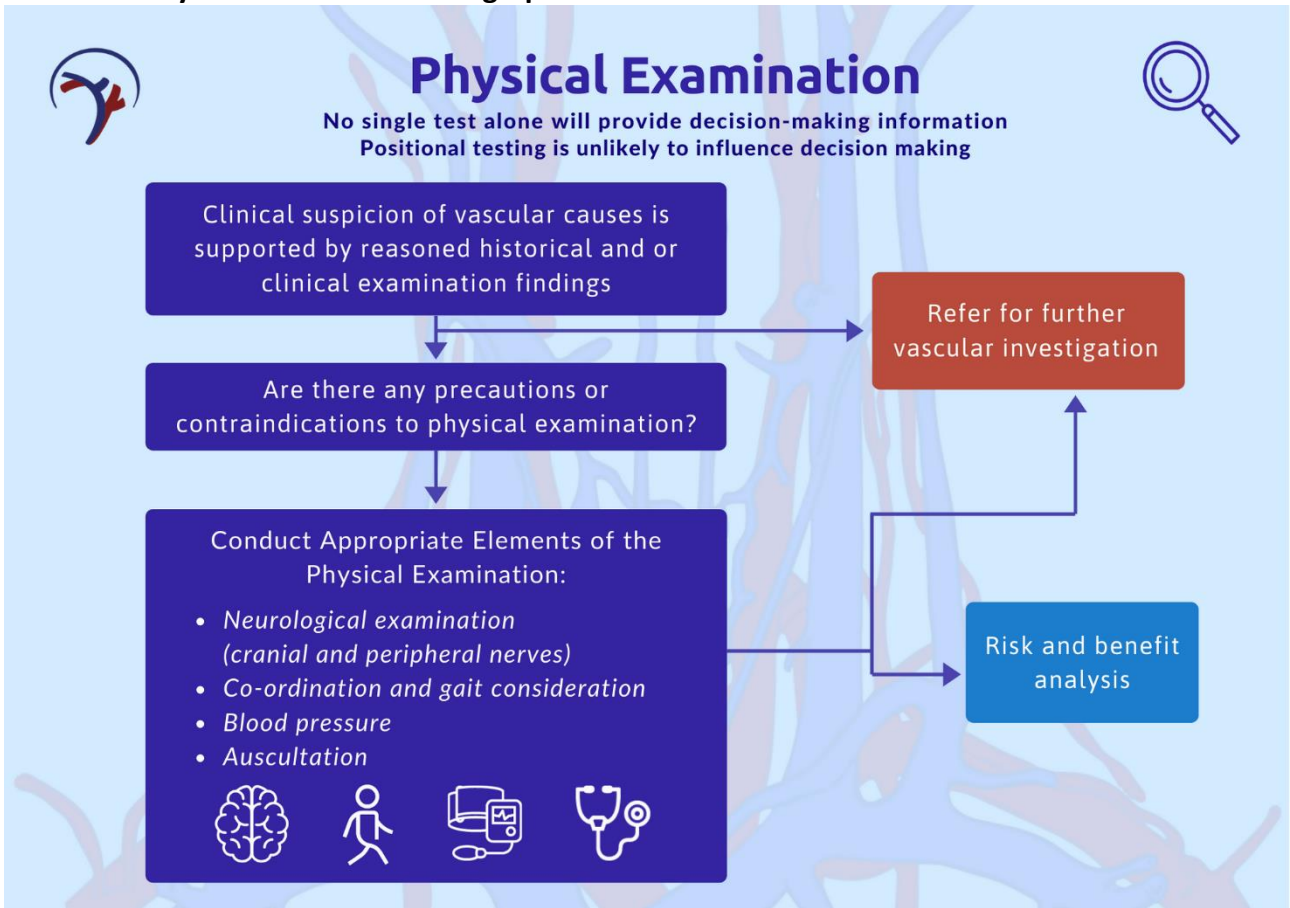 Physical Examination
No single test alone will provide decision-making information
Positional testing is unlikely to influence decision making
Clinical suspicion of vascular causes is
supported by reasoned historical and or
clinical examination findings
Refer for further
vascular investigation
Are there any precautions or
contraindications to physical examination?
Conduct Appropriate Elements of the
Physical Examination:
• Neurological examination
(cranial and peripheral nerves)
• Co-ordination and gait consideration
• Blood pressure
• Auscultation
Risk and benefit
analysis